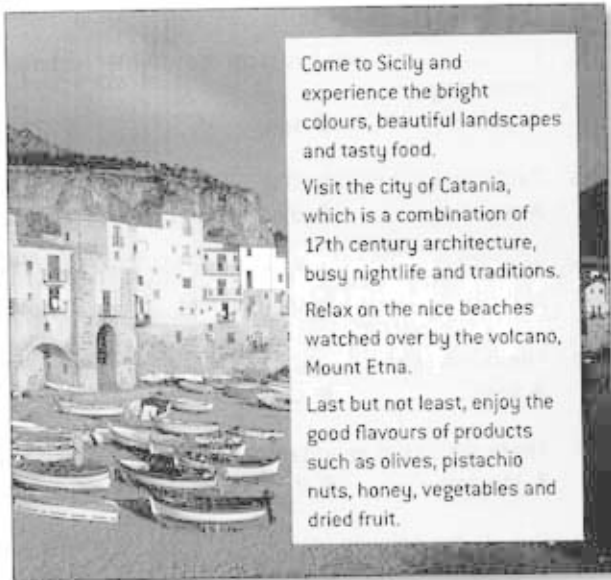 Come to Sicily and
experience the bright
colours, beautiful landscapes
and tasty food.
Visit the city of Catania,
which is a combination of
17th century architecture,
busy nightlife and traditions.
Relax on the nice beaches
watched over by the volcano,
Mount Etna.
Last but not least, enjoy the
good flavours of products
such as olives, pistachio
nuts, honey, vegetables and
dried fruit.